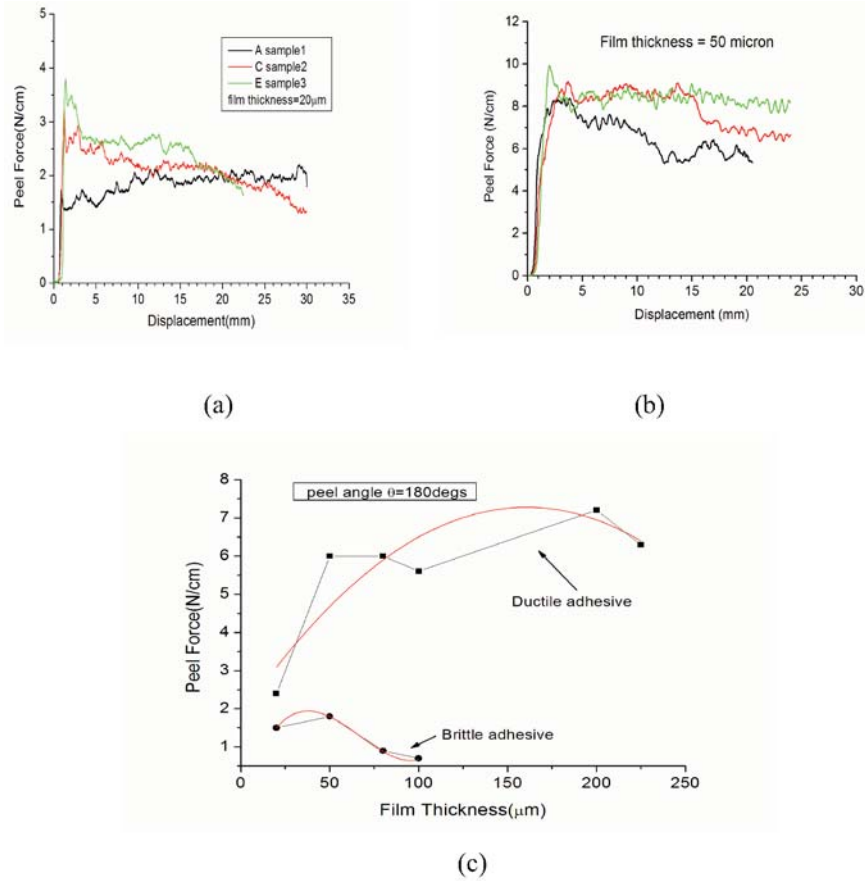 5
4
3
2
1
0
Peel Force(N/cm)
A sample1
C sample2
E sample3
film thickness=20μm
0 5 10 15 20 25 30 35
Displacement(mm)
(a)
12
10
8
6
4
2
0
Peel Force (N/cm)
Film thickness = 50 micron
0 5 10 15 20 25 30
Displacement (mm)
(b)
8
7
6
5
4
3
2
1
Peel Force(N/cm)
peel angle θ=180degs
Ductile adhesive
Brittle adhesive
0 50 100 150 200 250
Film Thickness(μm)
(c)